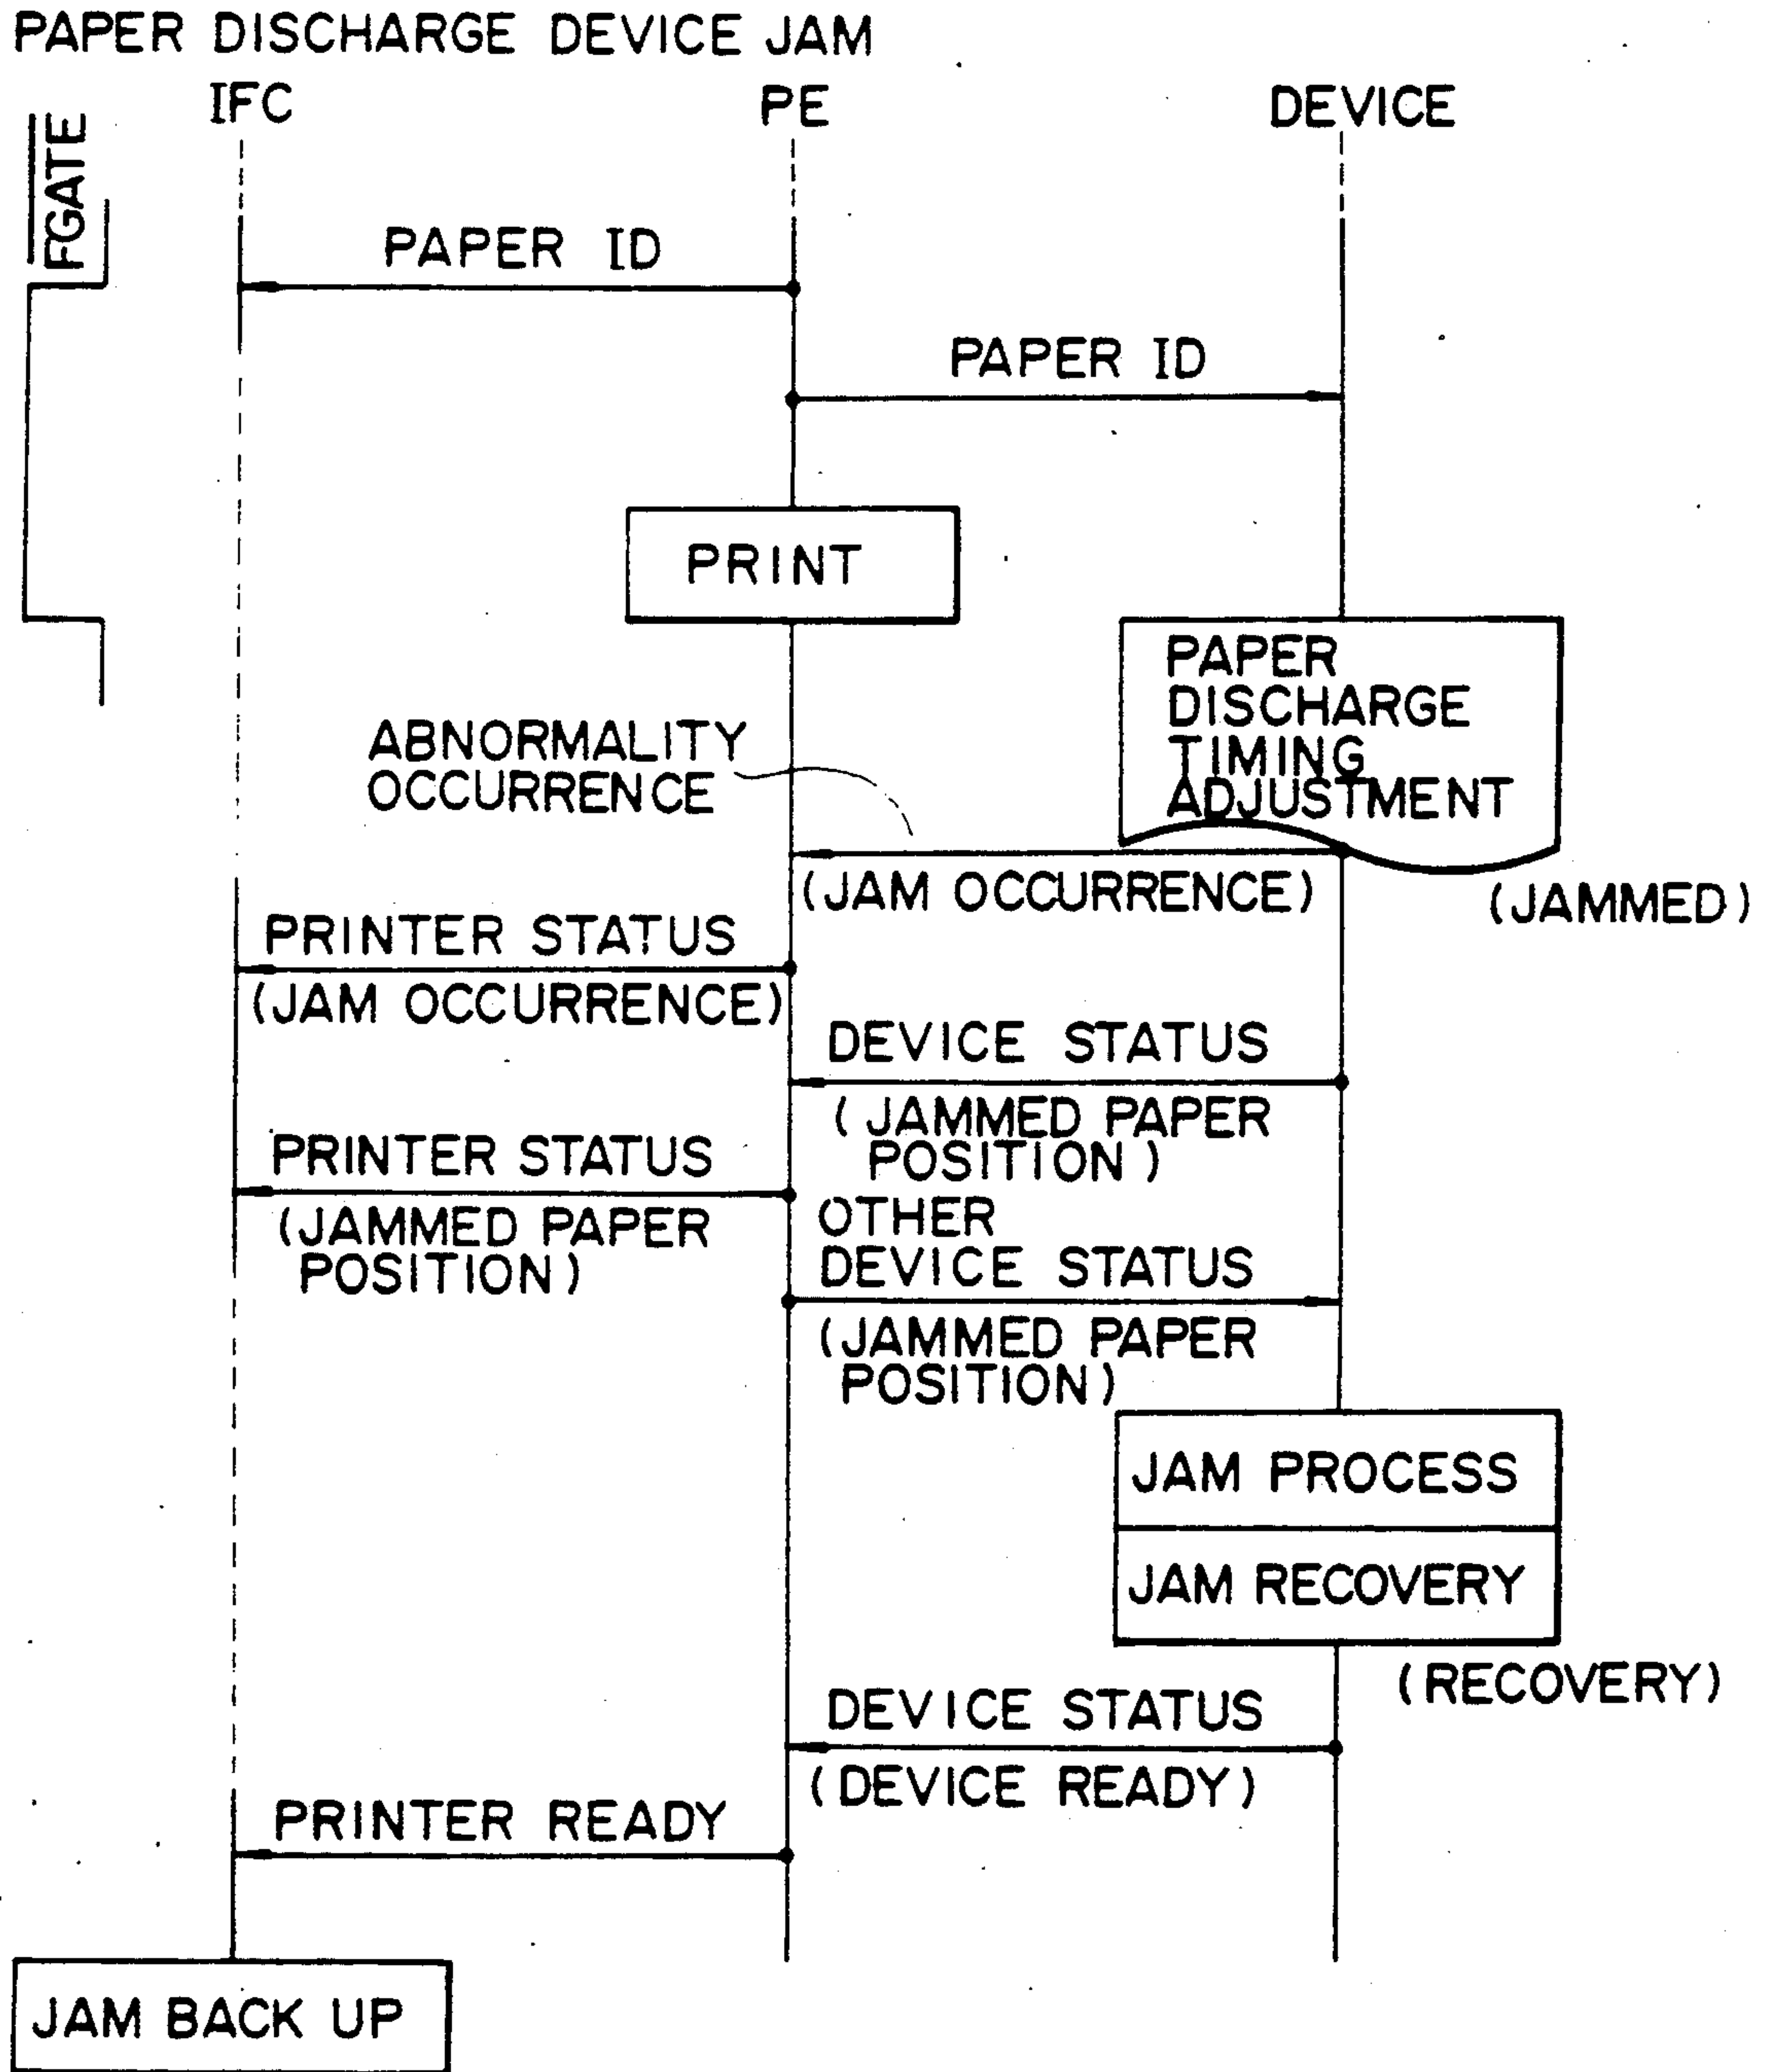 PAPER DISCHARGE DEVICE JAM
IFC
PE
DEVICE
FGATE
PAPER ID
PAPER ID
PRINT
PAPER
DISCHARGE
TIMING
ADJUSTMENT
ABNORMALITY
OCCURRENCE
(JAM OCCURRENCE)
(JAMMED)
PRINTER STATUS
(JAM OCCURRENCE)
DEVICE STATUS
(JAMMED PAPER
POSITION)
PRINTER STATUS
(JAMMED PAPER
POSITION)
OTHER
DEVICE STATUS
(JAMMED PAPER
POSITION)
JAM PROCESS
JAM RECOVERY
(RECOVERY)
DEVICE STATUS
(DEVICE READY)
PRINTER READY
JAM BACK UP